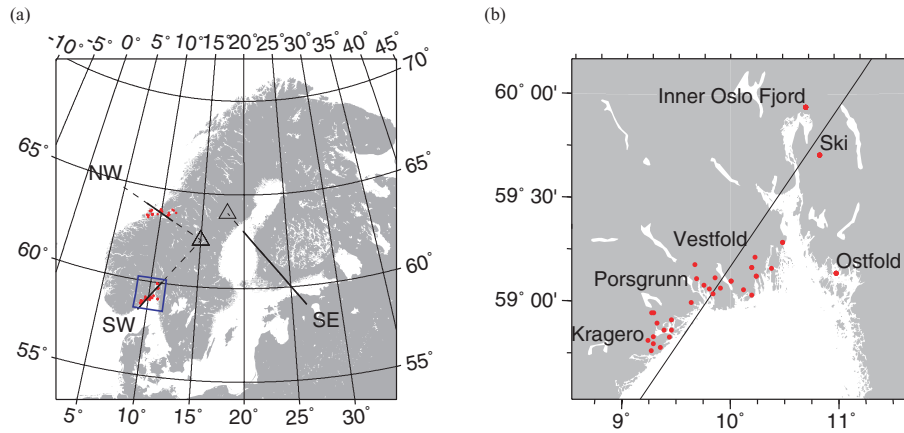 (a)
(b)
-10° -5° 0° 5° 10° 15° 20° 25° 30° 35° 40° 45°
70°
65°
65°
60°
60°
55°
55°
NW
SW
SE
5° 10° 15° 20° 25° 30°
60° 00'
59° 30'
59° 00'
Inner Oslo Fjord
Ski
Vestfold
Ostfold
Porsgrunn
Kragero
9° 10° 11°